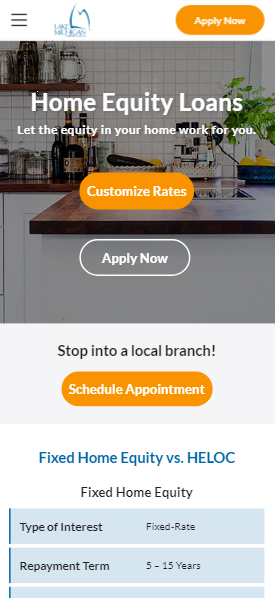 LAKE
MICHIGAN
Apply Now
Home Equity Loans
Let the equity in your home work for you.
Customize Rates
Apply Now
Stop into a local branch!
Schedule Appointment
Fixed Home Equity vs. HELOC
Fixed Home Equity
Type of Interest Fixed-Rate
Repayment Term 5 – 15 Years